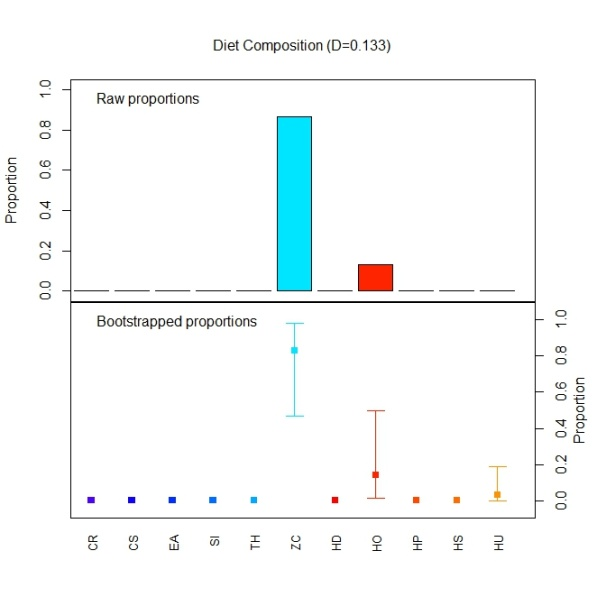 Diet Composition (D=0.133)
Raw proportions
Proportion
0.0 0.2 0.4 0.6 0.8 1.0
Bootstrapped proportions
Proportion
0.0 0.2 0.4 0.6 0.8 1.0
CR CS EA SI TH ZC HD HO HP HS HU